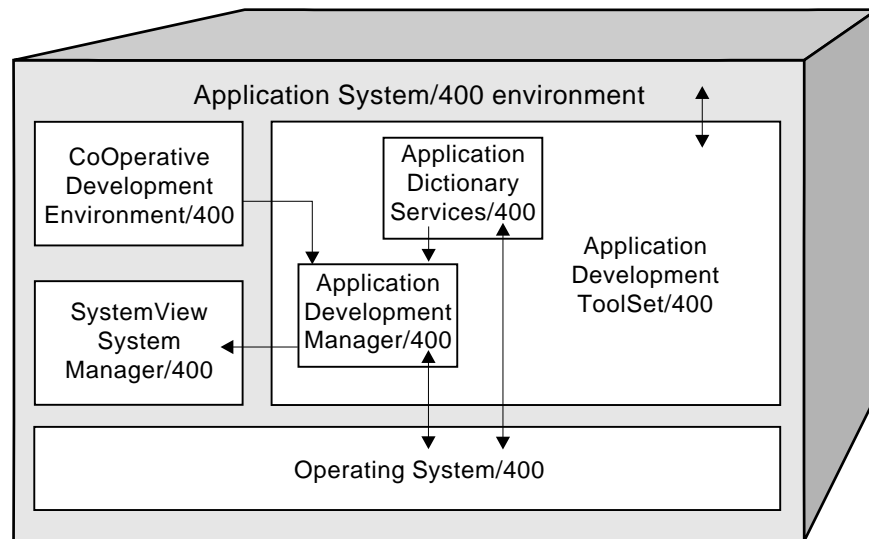 Application System/400 environment
CoOperative
Development
Environment/400
Application
Dictionary
Services/400
Application
Development
ToolSet/400
Application
Development
Manager/400
SystemView
System
Manager/400
Operating System/400